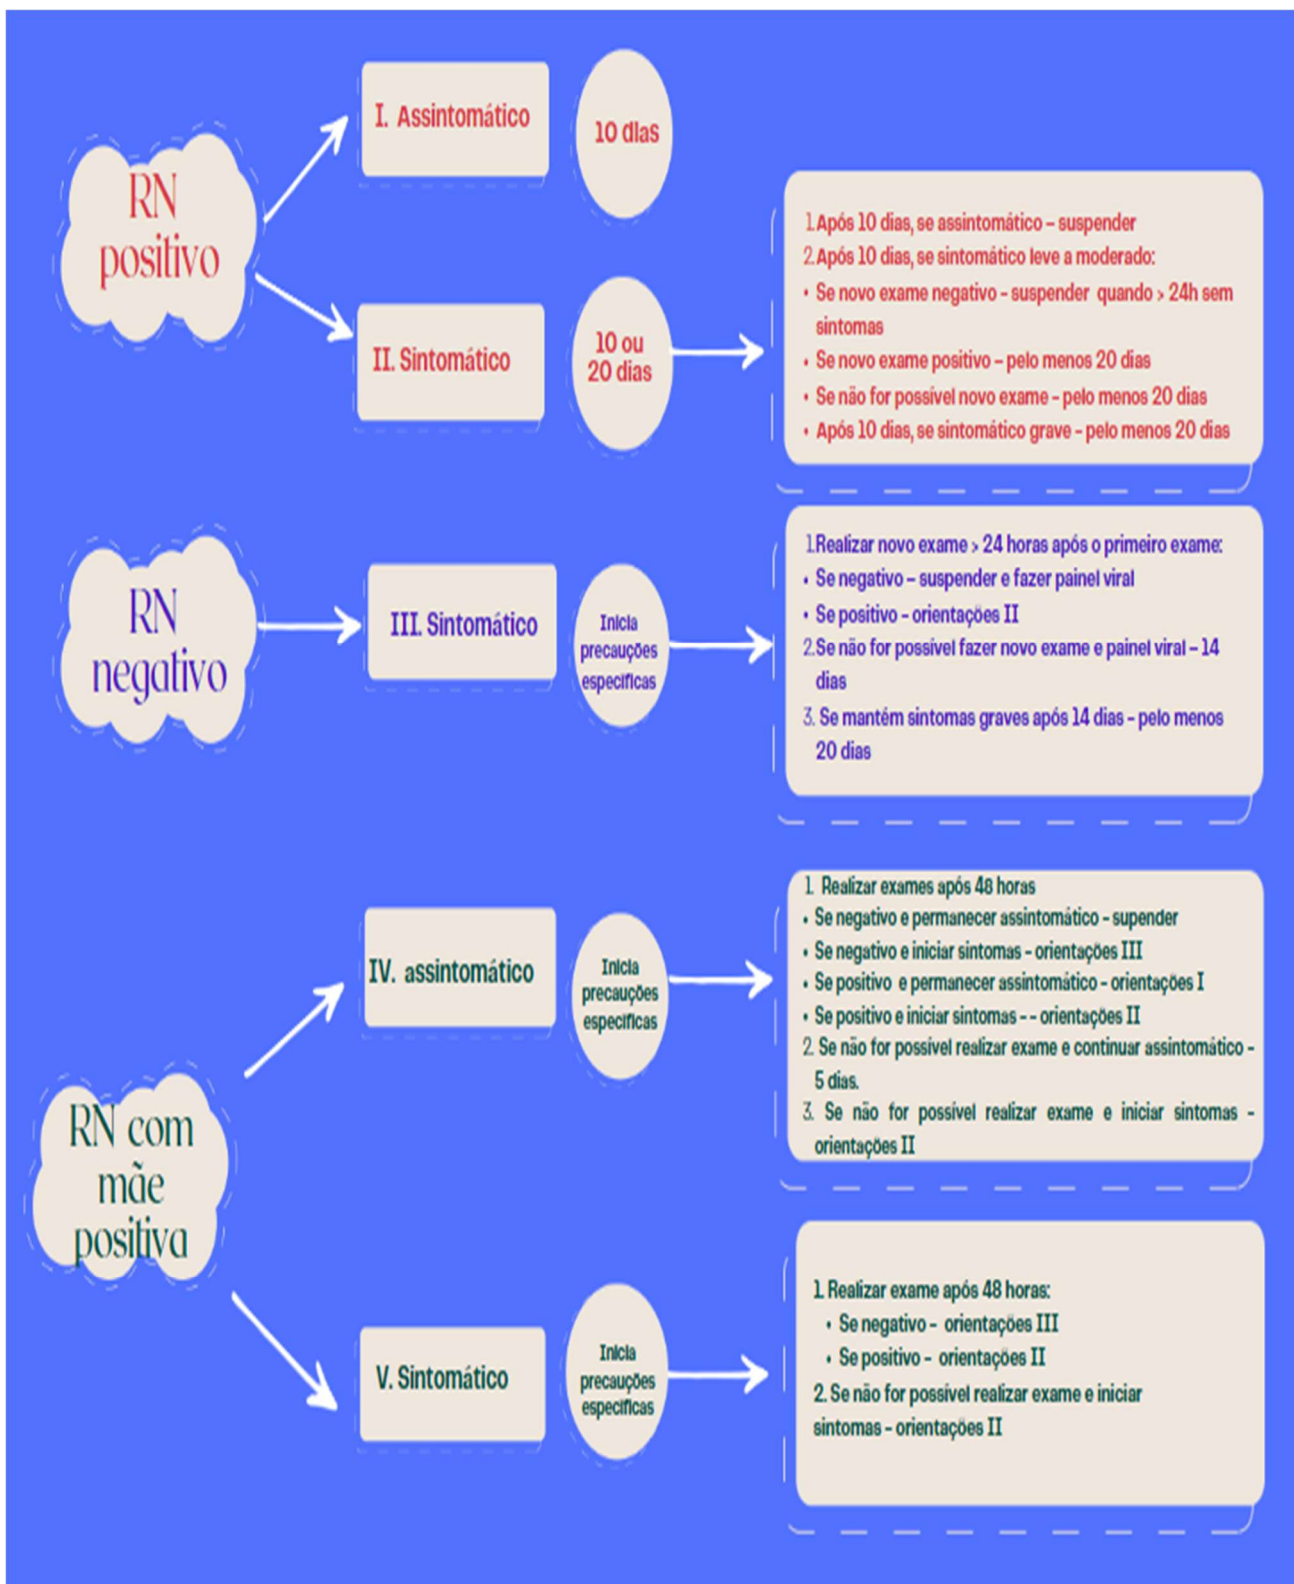 RN
positivo
I. Assintomático
10 dias
II. Sintomático
10 ou
20 dias
1. Após 10 dias, se assintomático – suspender
2. Após 10 dias, se sintomático leve a moderado:
• Se novo exame negativo - suspender quando > 24h sem
sintomas
• Se novo exame positivo – pelo menos 20 dias
• Se não for possível novo exame – pelo menos 20 dias
• Após 10 dias, se sintomático grave – pelo menos 20 dias
RN
negativo
III. Sintomático
Inicia
precauções
específicas
1. Realizar novo exame > 24 horas após o primeiro exame:
• Se negativo – suspender e fazer painel viral
• Se positivo - orientações II
2. Se não for possível fazer novo exame e painel viral – 14
dias
3. Se mantém sintomas graves após 14 dias – pelo menos
20 dias
RN com
mãe
positiva
IV. assintomático
Inicia
precauções
específicas
1. Realizar exames após 48 horas
• Se negativo e permanecer assintomático - supender
• Se negativo e iniciar sintomas - orientações III
• Se positivo e permanecer assintomático - orientações I
• Se positivo e iniciar sintomas - - orientações II
2. Se não for possível realizar exame e continuar assintomático -
5 dias.
3. Se não for possível realizar exame e iniciar sintomas -
orientações II
V. Sintomático
Inicia
precauções
específicas
1. Realizar exame após 48 horas:
• Se negativo - orientações III
• Se positivo - orientações II
2. Se não for possível realizar exame e iniciar
sintomas - orientações II